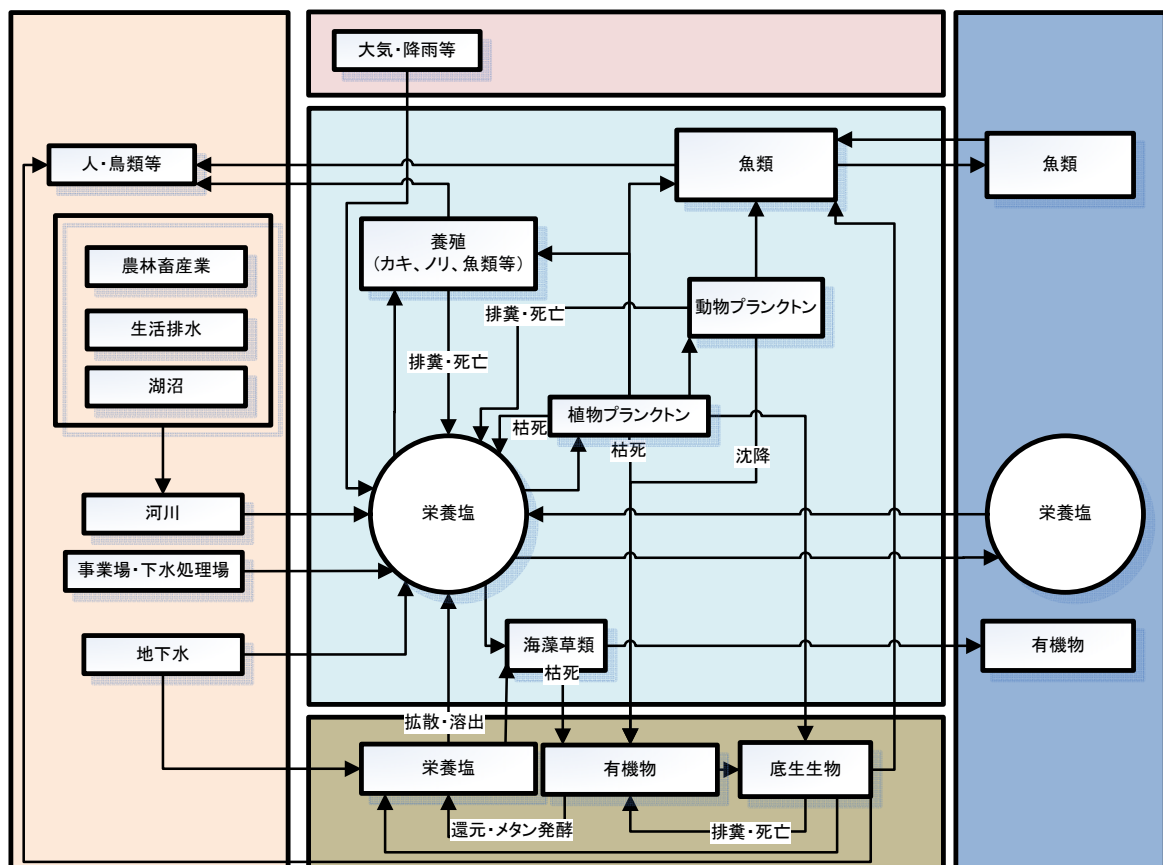 大気・降雨等
人・鳥類等
魚類
魚類
養殖
(カキ、ノリ、魚類等)
農林畜産業
動物プランクトン
排糞・死亡
生活排水
排糞・死亡
湖沼
植物プランクトン
枯死
枯死
沈降
河川
栄養塩
栄養塩
事業場・下水処理場
地下水
海藻草類
有機物
枯死
拡散・溶出
栄養塩
有機物
底生生物
還元・メタン発酵
排糞・死亡